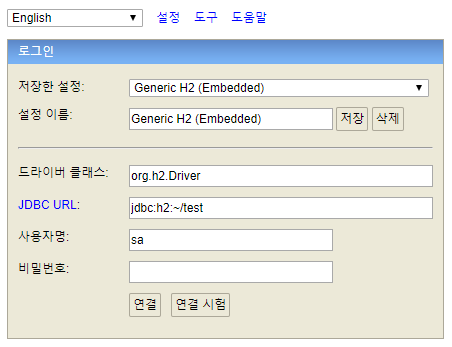 English 설정 도구 도움말
로그인
저장한 설정: Generic H2 (Embedded)
설정 이름: Generic H2 (Embedded) 저장 삭제
드라이버 클래스: org.h2.Driver
JDBC URL: jdbc:h2:~/test
사용자명: sa
비밀번호:
연결 연결 시험